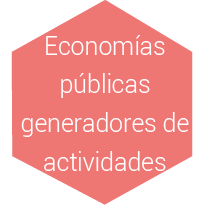 Economías
públicas
generadores de
actividades